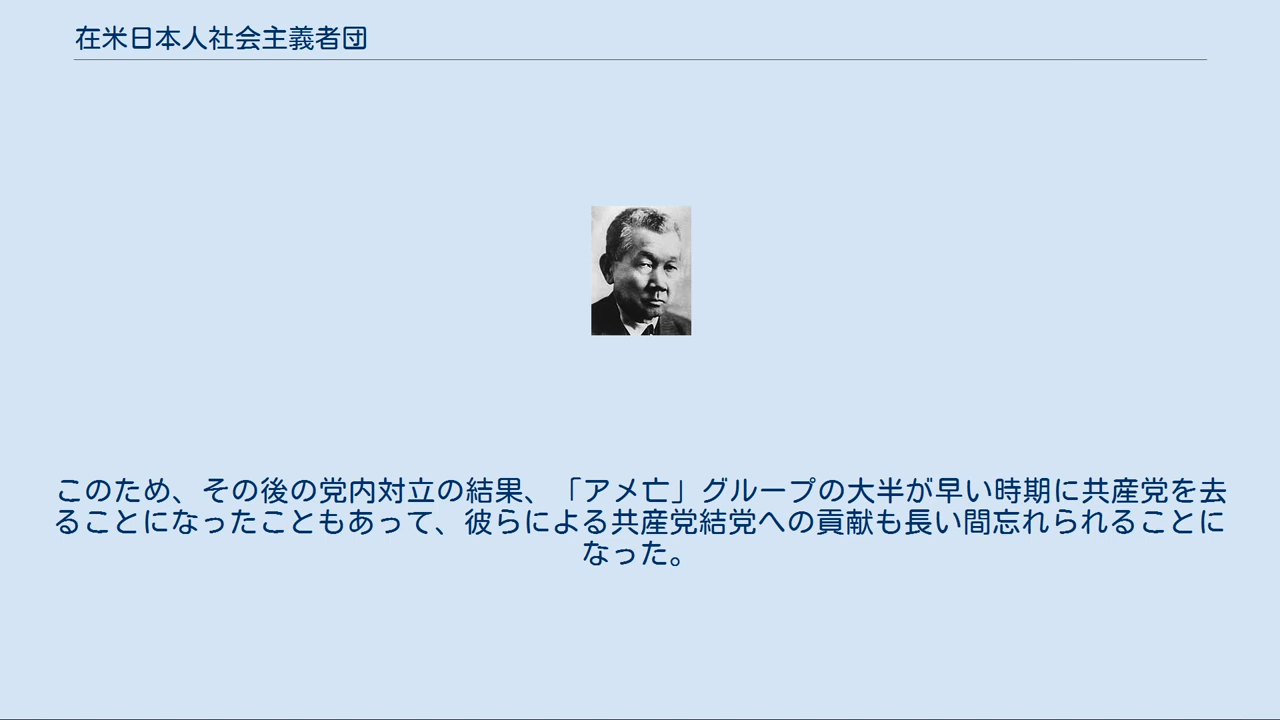 在米日本人社会主義者団
このため、その後の党内対立の結果、「アメ亡」グループの大半が早い時期に共産党を去
ることになったこともあって、彼らによる共産党結党への貢献も長い間忘れられることに
なった。